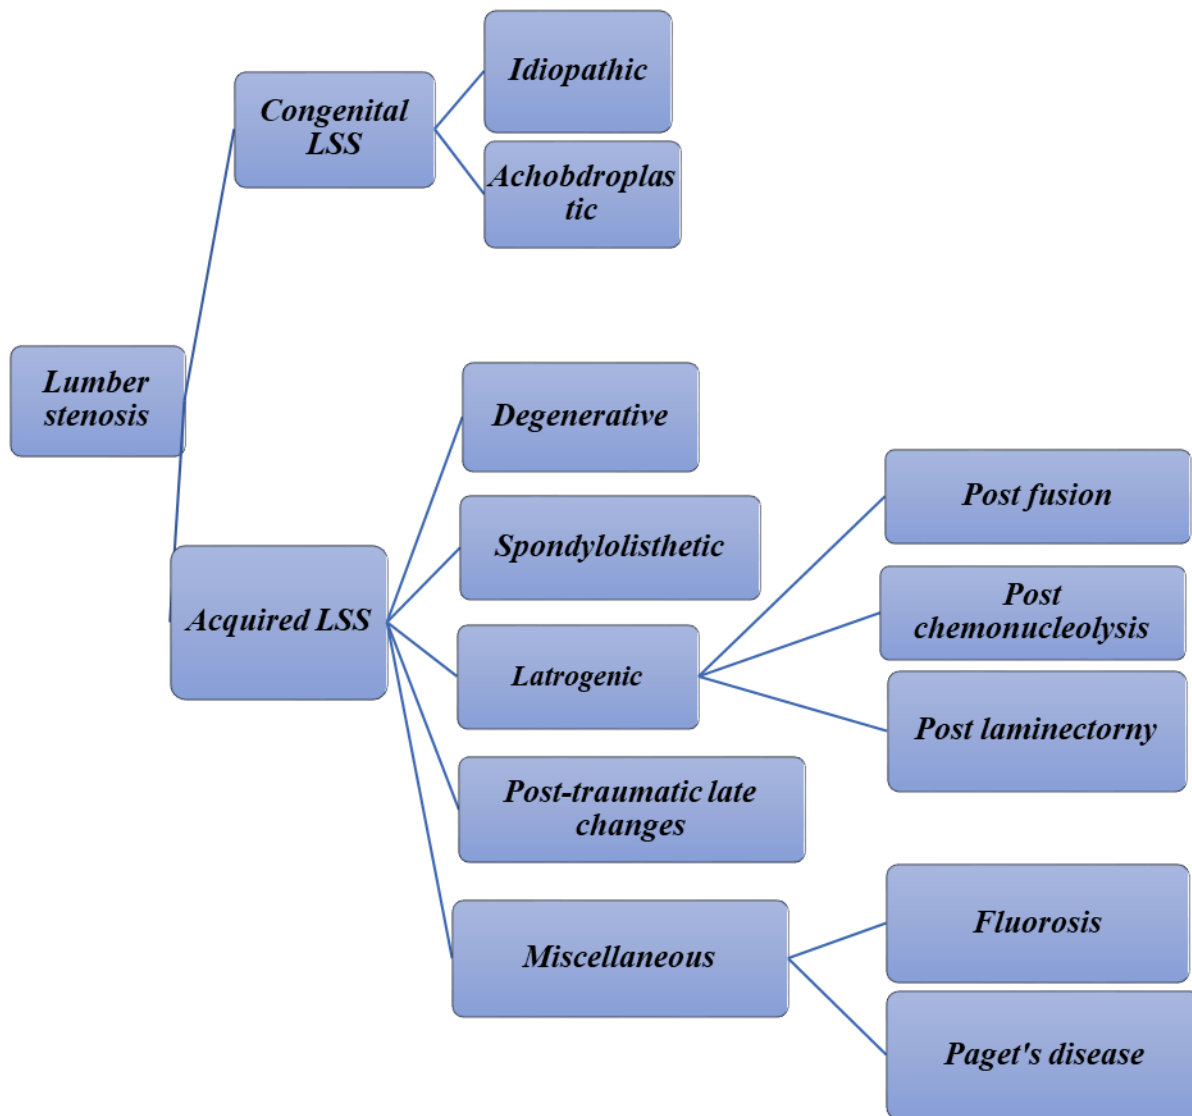 Idiopathic
Congenital
LSS
Achobdroplas
tic
Lumber
stenosis
Degenerative
Post fusion
Spondylolisthetic
Post
chemonucleolysis
Acquired LSS
Latrogenic
Post laminectorny
Post-traumatic late
changes
Fluorosis
Miscellaneous
Paget's disease